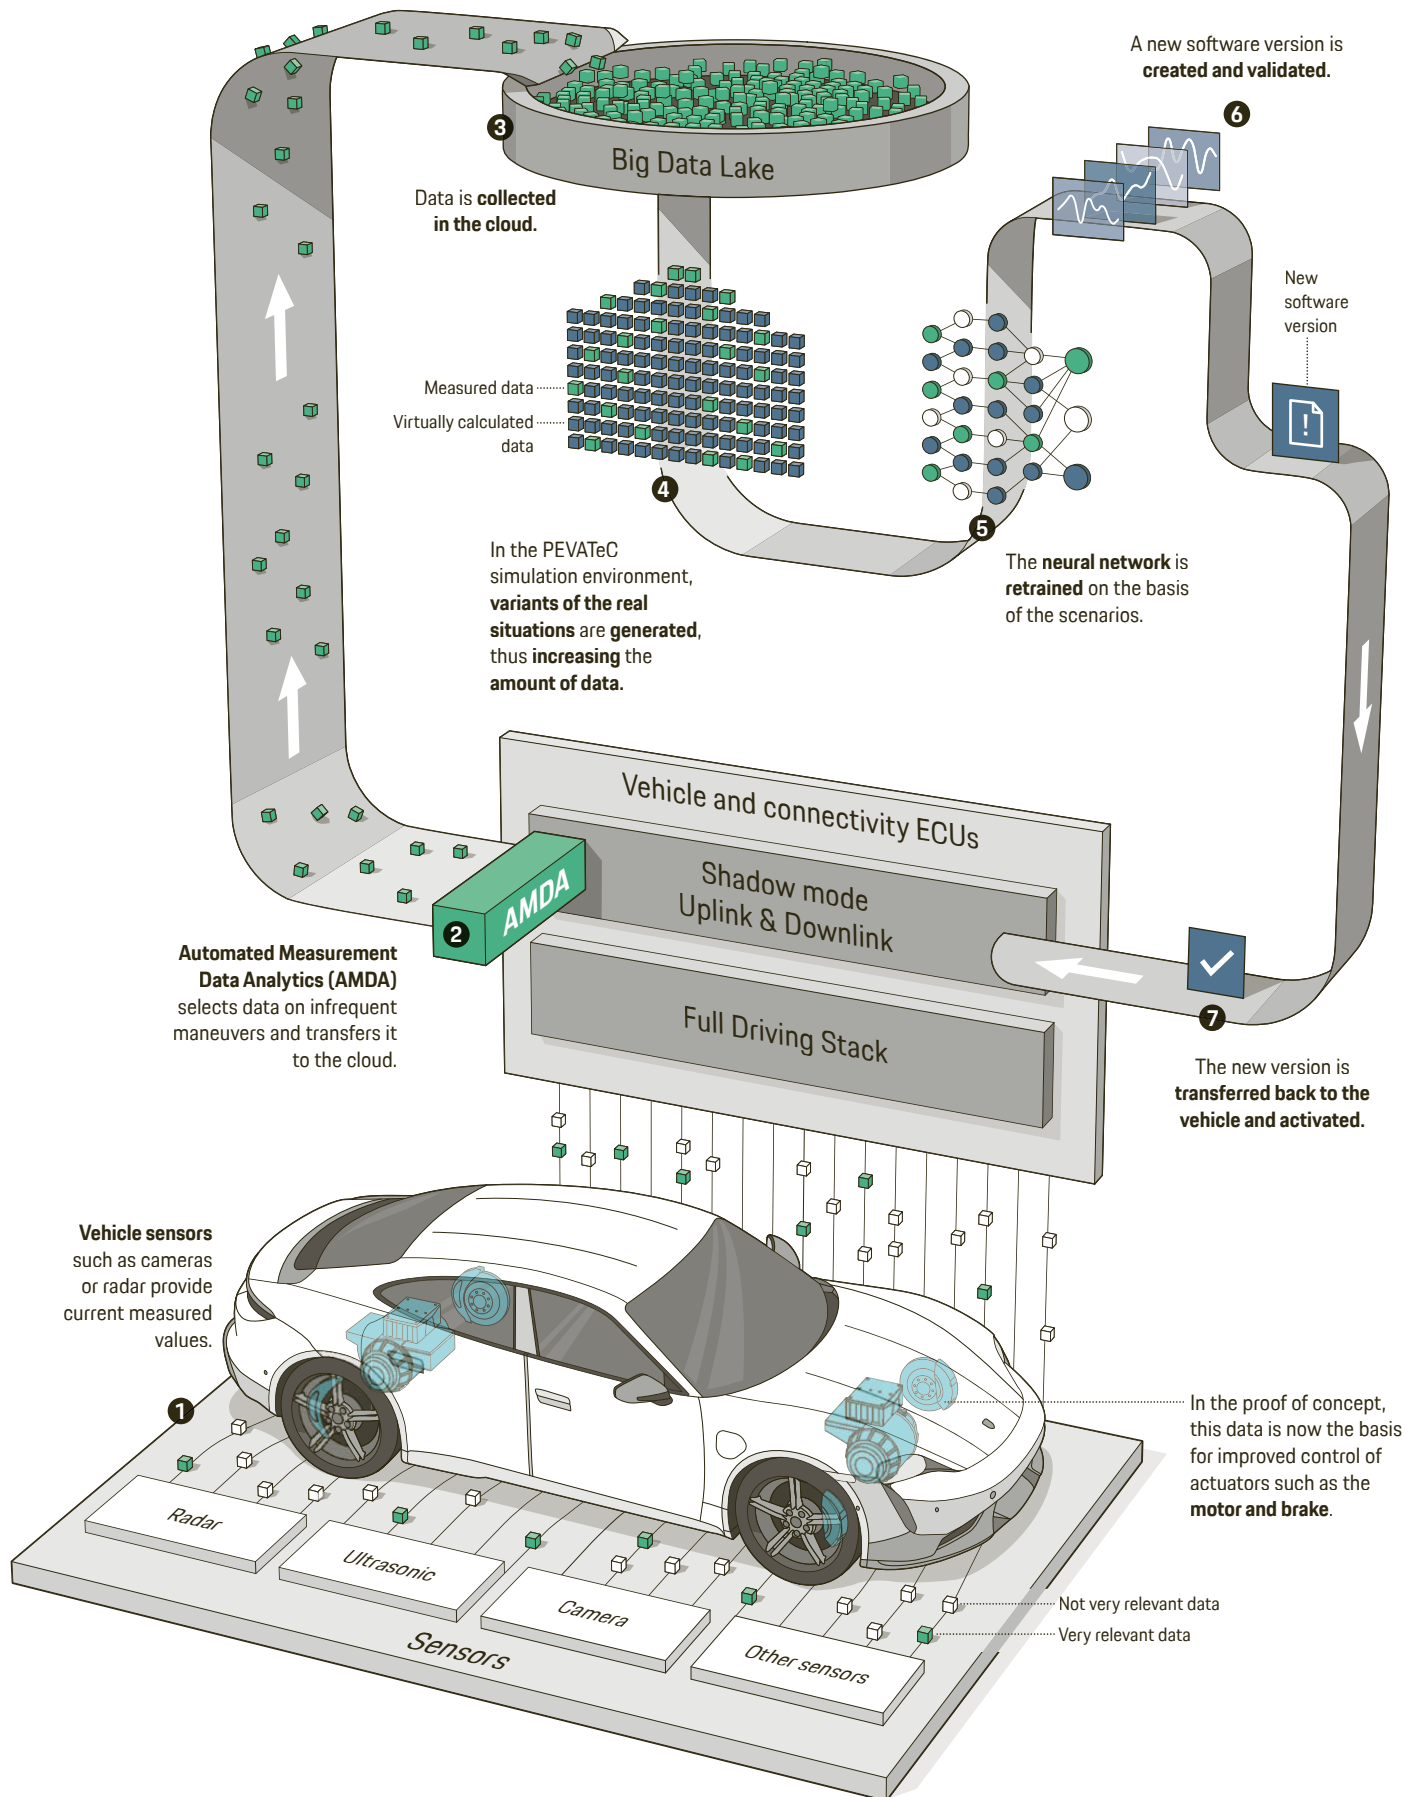 A new software version is
created and validated.
6
3
Big Data Lake
Data is collected
in the cloud.
New
software
version
!
Measured data
Virtually calculated
data
4
5
In the PEVATeC
simulation environment,
variants of the real
situations are generated,
thus increasing the
amount of data.
The neural network is
retrained on the basis
of the scenarios.
Vehicle and connectivity ECUs
Shadow mode
Uplink & Downlink
AMDA
2
Automated Measurement
Data Analytics (AMDA)
selects data on infrequent
maneuvers and transfers it
to the cloud.
Full Driving Stack
7
The new version is
transferred back to the
vehicle and activated.
Vehicle sensors
such as cameras
or radar provide
current measured
values.
1
In the proof of concept,
this data is now the basis
for improved control of
actuators such as the
motor and brake.
Radar
Ultrasonic
Camera
Other sensors
Sensors
Not very relevant data
Very relevant data